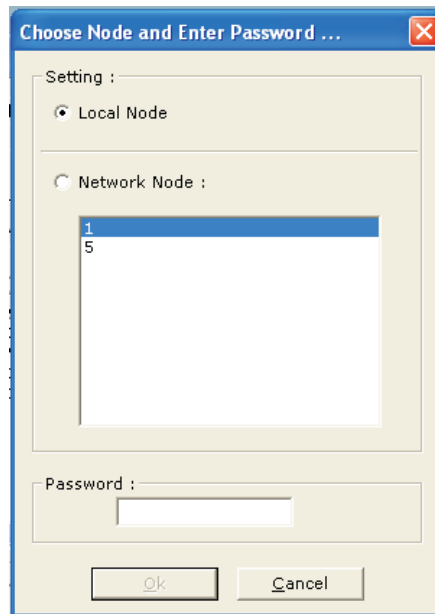 Choose Node and Enter Password ...
Setting :
Local Node
Network Node :
1
5
Password :
Ok
Cancel